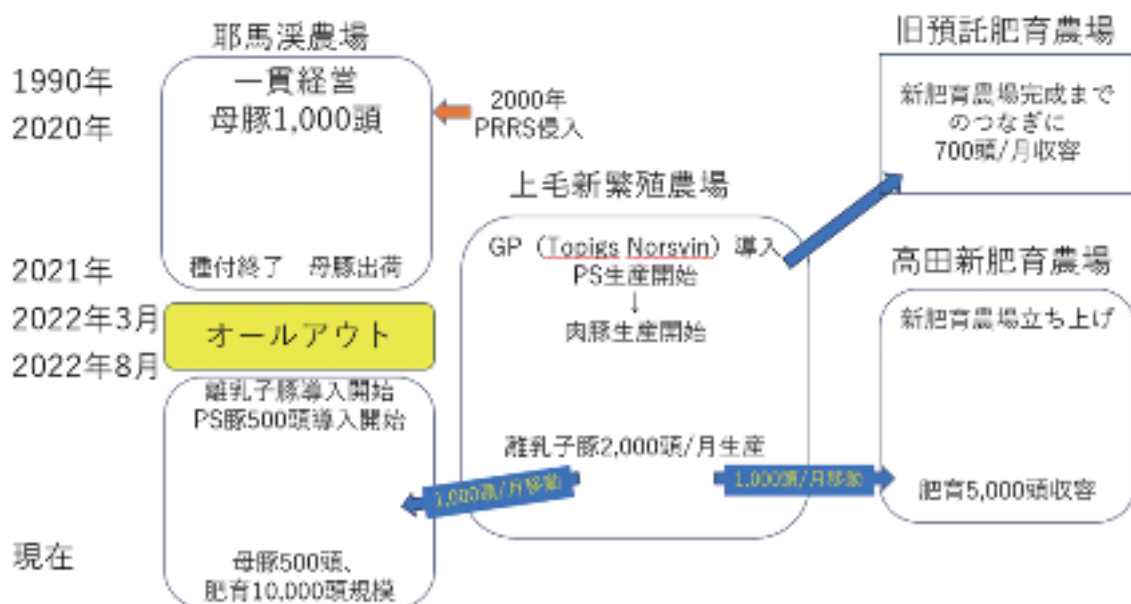 耶馬渓農場
旧預託肥育農場
1990年
2020年
一貫経営
母豚1,000頭
2000年
PRRS侵入
新肥育農場完成まで
のつなぎに
700頭/月収容
上毛新繁殖農場
GP（Topigs Norsvin）導入
PS生産開始
↓
肉豚生産開始
高田新肥育農場
2021年
種付終了　母豚出荷
2022年3月
オールアウト
新肥育農場立ち上げ
2022年8月
離乳子豚導入開始
PS豚500頭導入開始
離乳子豚2,000頭/月生産
1,000頭/月移動
1,000頭/月移動
肥育5,000頭収容
現在
母豚500頭、
肥育10,000頭規模